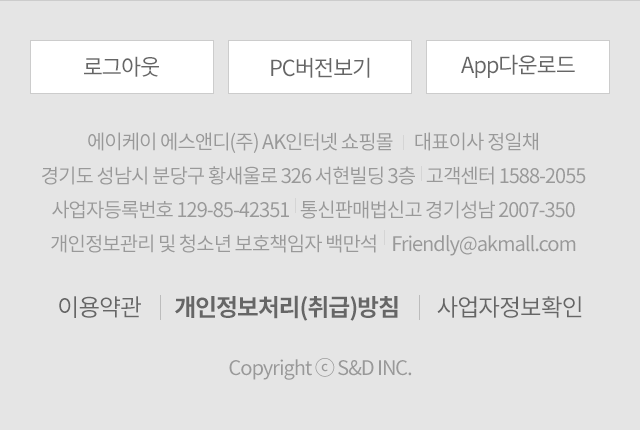 로그아웃 PC버전보기 App다운로드
에이케이 에스앤디(주) AK인터넷 쇼핑몰 대표이사 정일채
경기도 성남시 분당구 황새울로 326 서현빌딩 3층 고객센터 1588-2055
사업자등록번호 129-85-42351 통신판매법신고 경기성남 2007-350
개인정보관리 및 청소년 보호책임자 백만석 Friendly@akmall.com
이용약관 개인정보처리(취급)방침 사업자정보확인
Copyright ⓒ S&D INC.